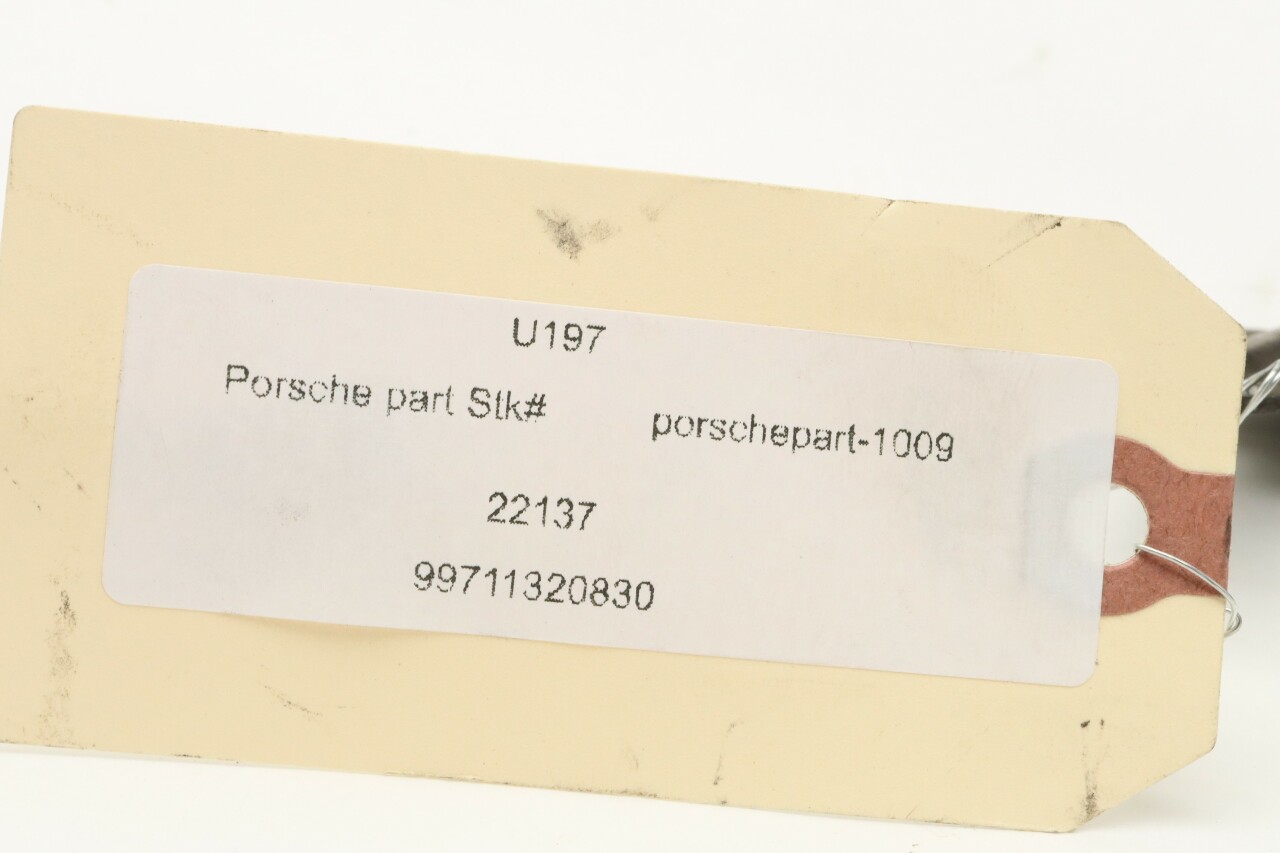 U197
Porsche part Stk# porschepart-1009
22137
99711320830